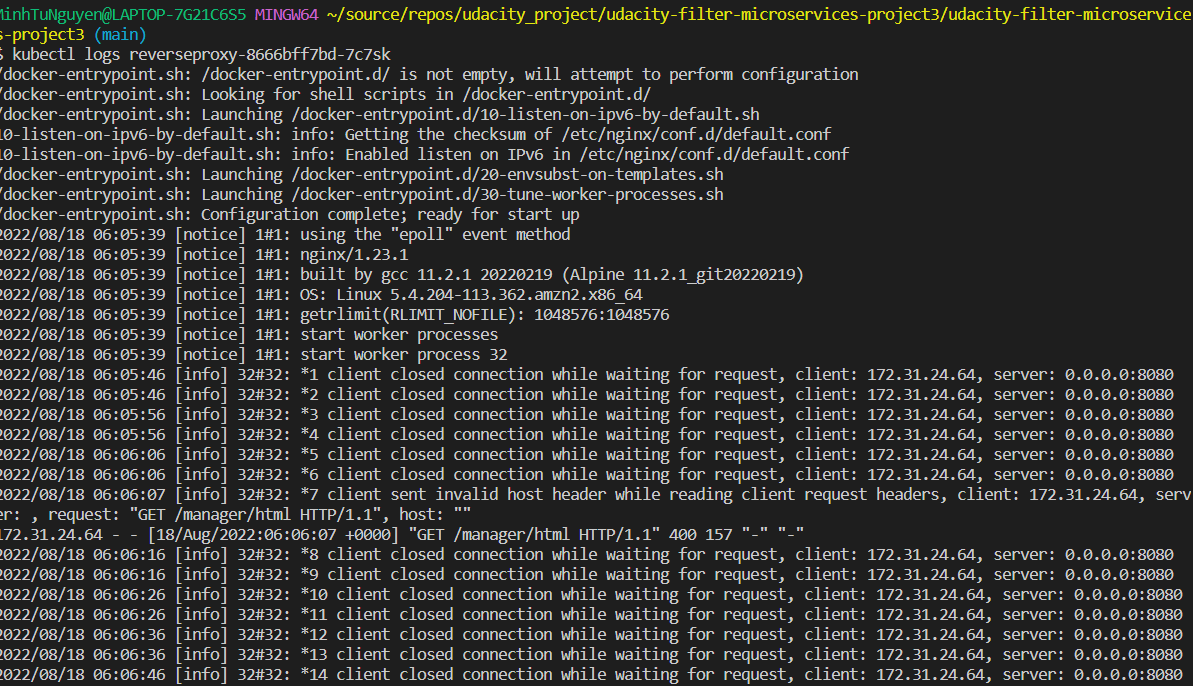 MinhTuNguyen@LAPTOP-7G21C6S5 MINGW64 ~/source/repos/udacity_project/udacity-filter-microservices-project3/udacity-filter-microservice
s-project3 (main)
$ kubectl logs reverseproxy-8666bff7bd-7c7sk
/docker-entrypoint.sh: /docker-entrypoint.d/ is not empty, will attempt to perform configuration
/docker-entrypoint.sh: Looking for shell scripts in /docker-entrypoint.d/
/docker-entrypoint.sh: Launching /docker-entrypoint.d/10-listen-on-ipv6-by-default.sh
10-listen-on-ipv6-by-default.sh: info: Getting the checksum of /etc/nginx/conf.d/default.conf
10-listen-on-ipv6-by-default.sh: info: Enabled listen on IPv6 in /etc/nginx/conf.d/default.conf
/docker-entrypoint.sh: Launching /docker-entrypoint.d/20-envsubst-on-templates.sh
/docker-entrypoint.sh: Launching /docker-entrypoint.d/30-tune-worker-processes.sh
/docker-entrypoint.sh: Configuration complete; ready for start up
2022/08/18 06:05:39 [notice] 1#1: using the "epoll" event method
2022/08/18 06:05:39 [notice] 1#1: nginx/1.23.1
2022/08/18 06:05:39 [notice] 1#1: built by gcc 11.2.1 20220219 (Alpine 11.2.1_git20220219)
2022/08/18 06:05:39 [notice] 1#1: OS: Linux 5.4.204-113.362.amzn2.x86_64
2022/08/18 06:05:39 [notice] 1#1: getrlimit(RLIMIT_NOFILE): 1048576:1048576
2022/08/18 06:05:39 [notice] 1#1: start worker processes
2022/08/18 06:05:39 [notice] 1#1: start worker process 32
2022/08/18 06:05:46 [info] 32#32: *1 client closed connection while waiting for request, client: 172.31.24.64, server: 0.0.0.0:8080
2022/08/18 06:05:46 [info] 32#32: *2 client closed connection while waiting for request, client: 172.31.24.64, server: 0.0.0.0:8080
2022/08/18 06:05:56 [info] 32#32: *3 client closed connection while waiting for request, client: 172.31.24.64, server: 0.0.0.0:8080
2022/08/18 06:05:56 [info] 32#32: *4 client closed connection while waiting for request, client: 172.31.24.64, server: 0.0.0.0:8080
2022/08/18 06:06:06 [info] 32#32: *5 client closed connection while waiting for request, client: 172.31.24.64, server: 0.0.0.0:8080
2022/08/18 06:06:06 [info] 32#32: *6 client closed connection while waiting for request, client: 172.31.24.64, server: 0.0.0.0:8080
2022/08/18 06:06:07 [info] 32#32: *7 client sent invalid host header while reading client request headers, client: 172.31.24.64, serv
er: , request: "GET /manager/html HTTP/1.1", host: ""
172.31.24.64 - - [18/Aug/2022:06:06:07 +0000] "GET /manager/html HTTP/1.1" 400 157 "-" "-"
2022/08/18 06:06:16 [info] 32#32: *8 client closed connection while waiting for request, client: 172.31.24.64, server: 0.0.0.0:8080
2022/08/18 06:06:16 [info] 32#32: *9 client closed connection while waiting for request, client: 172.31.24.64, server: 0.0.0.0:8080
2022/08/18 06:06:26 [info] 32#32: *10 client closed connection while waiting for request, client: 172.31.24.64, server: 0.0.0.0:8080
2022/08/18 06:06:26 [info] 32#32: *11 client closed connection while waiting for request, client: 172.31.24.64, server: 0.0.0.0:8080
2022/08/18 06:06:36 [info] 32#32: *12 client closed connection while waiting for request, client: 172.31.24.64, server: 0.0.0.0:8080
2022/08/18 06:06:36 [info] 32#32: *13 client closed connection while waiting for request, client: 172.31.24.64, server: 0.0.0.0:8080
2022/08/18 06:06:46 [info] 32#32: *14 client closed connection while waiting for request, client: 172.31.24.64, server: 0.0.0.0:8080